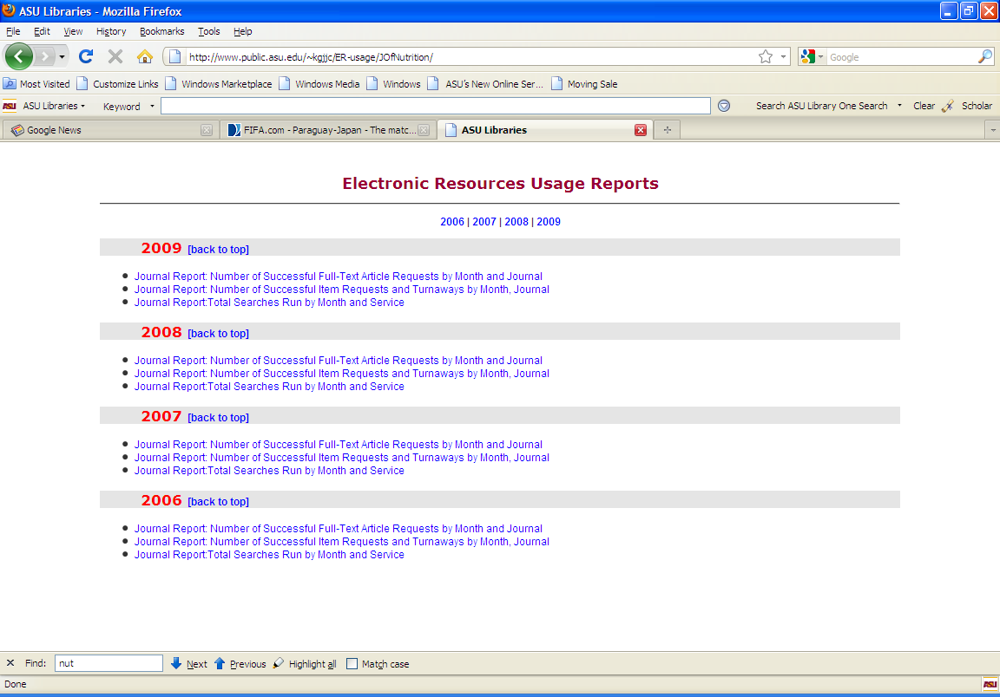 ASU Libraries - Mozilla Firefox
File Edit View History Bookmarks Tools Help
http://www.public.asu.edu/~kgjjc/ER-usage/JOfNutrition/ Google
Most Visited Customize Links Windows Marketplace Windows Media Windows ASU's New Online Ser... Moving Sale
ASU ASU Libraries Keyword Search ASU Library One Search Clear Scholar
Google News FIFA.com - Paraguay-Japan - The matc... ASU Libraries
Electronic Resources Usage Reports
2006 | 2007 | 2008 | 2009
2009 [back to top]
Journal Report: Number of Successful Full-Text Article Requests by Month and Journal
Journal Report: Number of Successful Item Requests and Turnaways by Month, Journal
Journal Report:Total Searches Run by Month and Service
2008 [back to top]
Journal Report: Number of Successful Full-Text Article Requests by Month and Journal
Journal Report: Number of Successful Item Requests and Turnaways by Month, Journal
Journal Report:Total Searches Run by Month and Service
2007 [back to top]
Journal Report: Number of Successful Full-Text Article Requests by Month and Journal
Journal Report: Number of Successful Item Requests and Turnaways by Month, Journal
Journal Report:Total Searches Run by Month and Service
2006 [back to top]
Journal Report: Number of Successful Full-Text Article Requests by Month and Journal
Journal Report: Number of Successful Item Requests and Turnaways by Month, Journal
Journal Report:Total Searches Run by Month and Service
Find: nut Next Previous Highlight all Match case
Done ASU